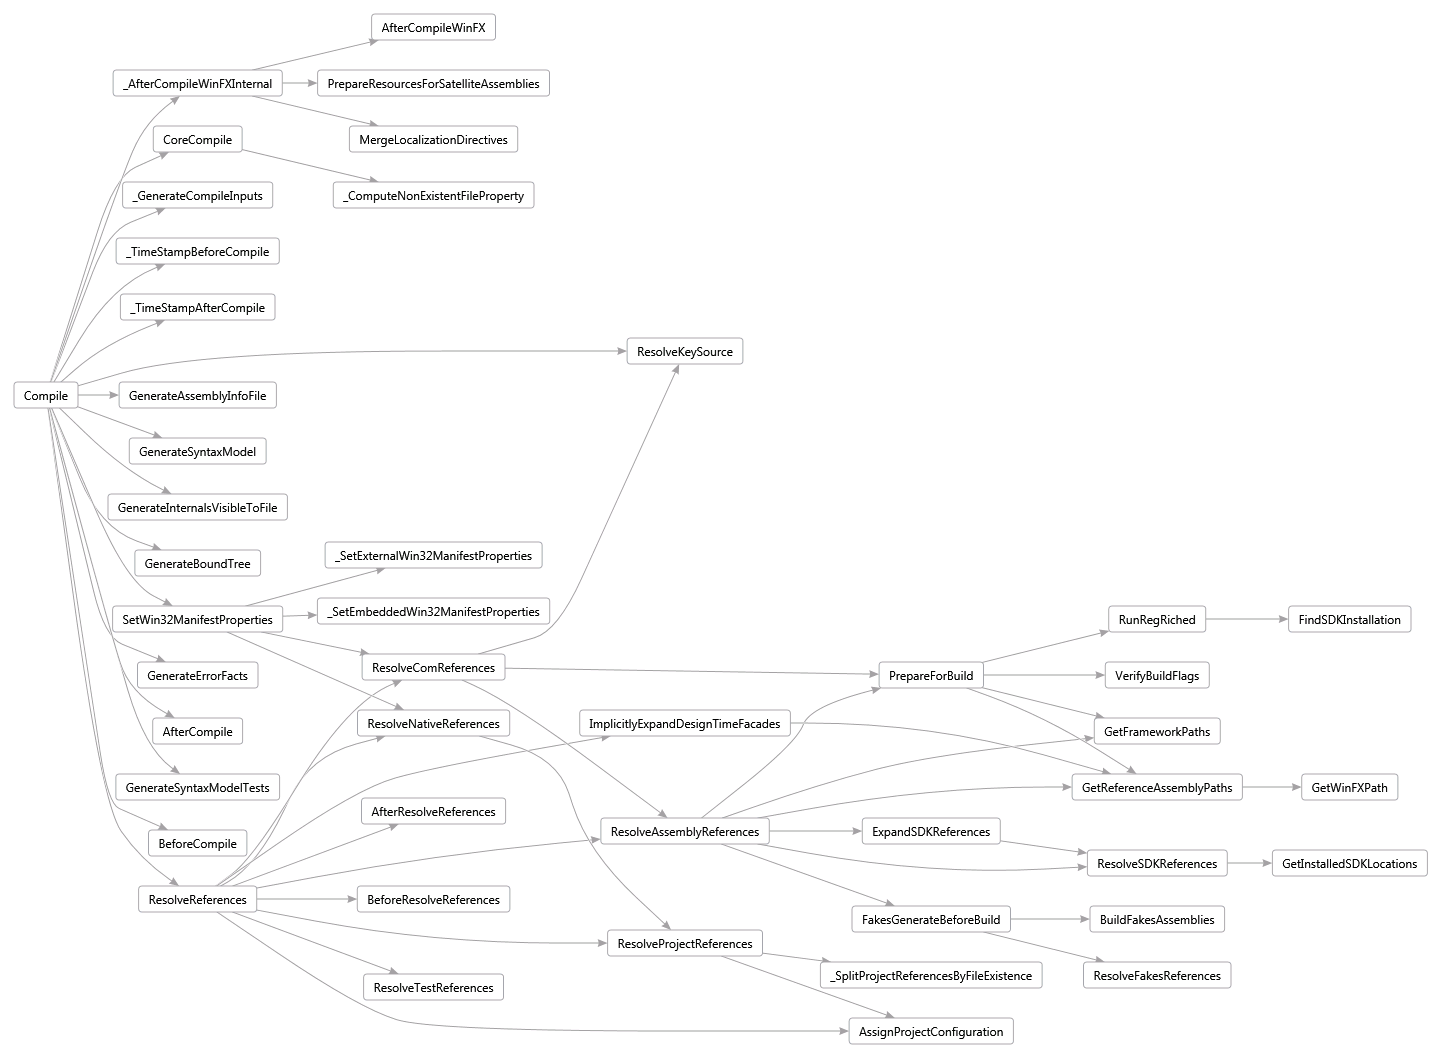 AfterCompileWinFX
_AfterCompileWinFXInternal
PrepareResourcesForSatelliteAssemblies
CoreCompile
MergeLocalizationDirectives
_GenerateCompileInputs
_ComputeNonExistentFileProperty
_TimeStampBeforeCompile
_TimeStampAfterCompile
ResolveKeySource
Compile
GenerateAssemblyInfoFile
GenerateSyntaxModel
GenerateInternalsVisibleToFile
GenerateBoundTree
_SetExternalWin32ManifestProperties
SetWin32ManifestProperties
_SetEmbeddedWin32ManifestProperties
RunRegRiched
FindSDKInstallation
GenerateErrorFacts
ResolveComReferences
PrepareForBuild
VerifyBuildFlags
AfterCompile
ResolveNativeReferences
ImplicitlyExpandDesignTimeFacades
GetFrameworkPaths
GenerateSyntaxModelTests
GetReferenceAssemblyPaths
GetWinFXPath
BeforeCompile
AfterResolveReferences
ResolveAssemblyReferences
ExpandSDKReferences
ResolveSDKReferences
GetInstalledSDKLocations
ResolveReferences
BeforeResolveReferences
FakesGenerateBeforeBuild
BuildFakesAssemblies
ResolveProjectReferences
_SplitProjectReferencesByFileExistence
ResolveFakesReferences
ResolveTestReferences
AssignProjectConfiguration